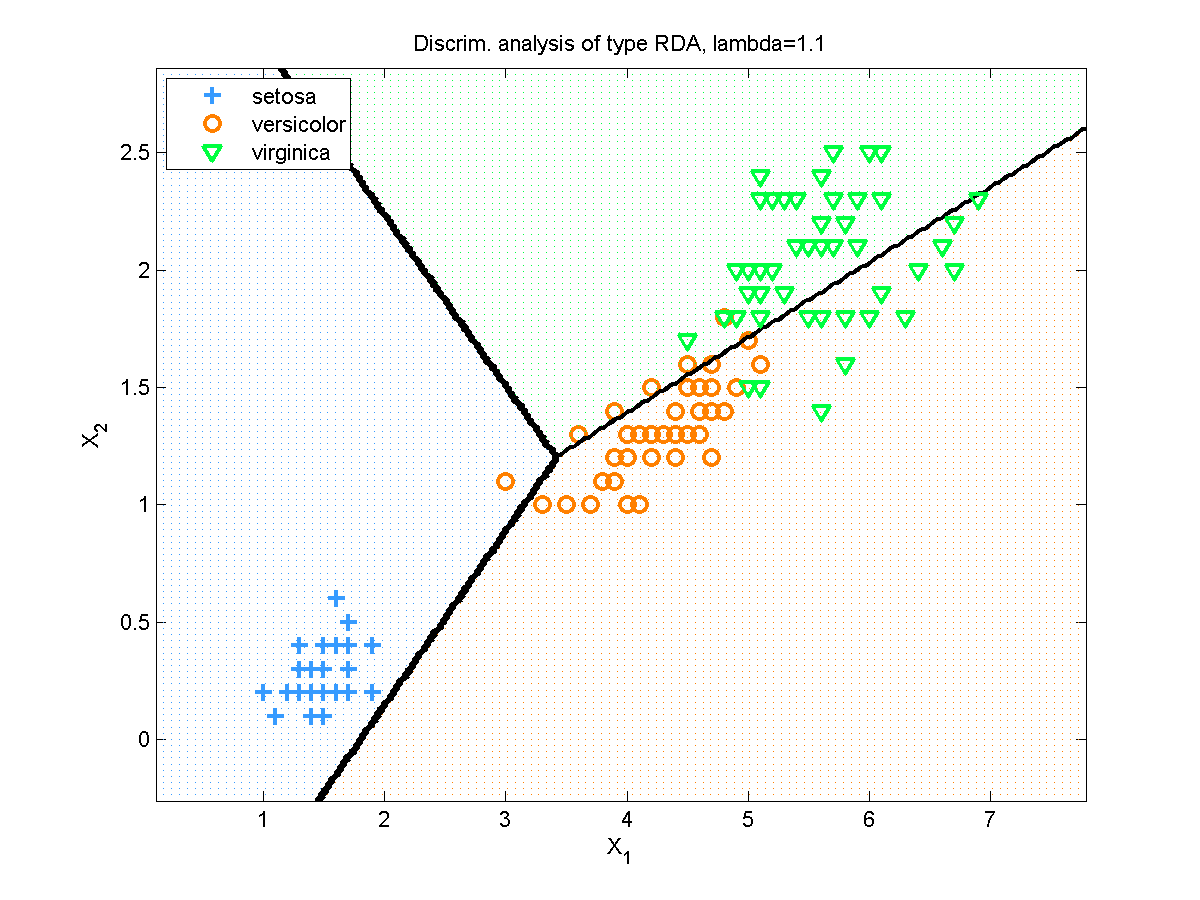 Discrim. analysis of type RDA, lambda=1.1
setosa
versicolor
virginica
2.5
2
1.5
1
0.5
0
X2
1 2 3 4 5 6 7
X1